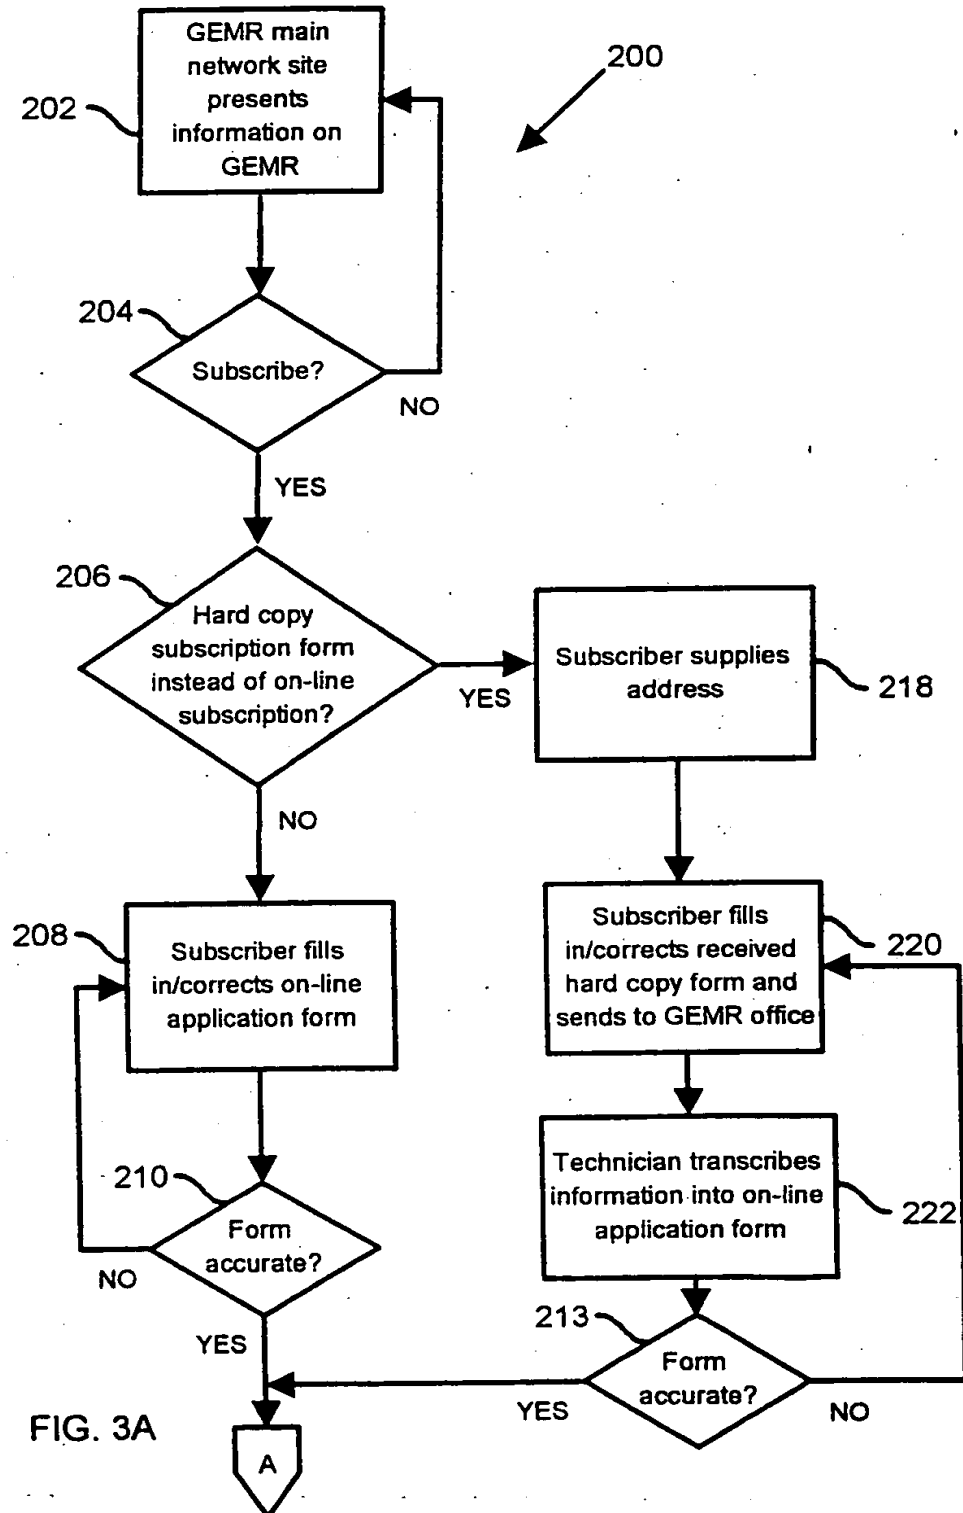 GEMR main
network site
presents
information on
GEMR
200
202
204
Subscribe?
NO
YES
206
Hard copy
subscription form
instead of on-line
subscription?
YES
Subscriber supplies
address
218
NO
208
Subscriber fills
in/corrects on-line
application form
Subscriber fills
in/corrects received
hard copy form and
sends to GEMR office
220
210
Form
accurate?
NO
YES
Technician transcribes
information into on-line
application form
222
213
Form
accurate?
YES
NO
FIG. 3A
A